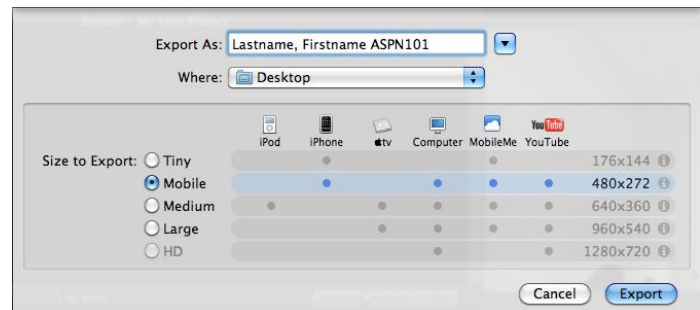 Export As: Lastname, Firstname ASPN101
Where: Desktop
iPod iPhone tv Computer MobileMe YouTube
Size to Export: Tiny 176x144
Mobile 480x272
Medium 640x360
Large 960x540
HD 1280x720
Cancel Export